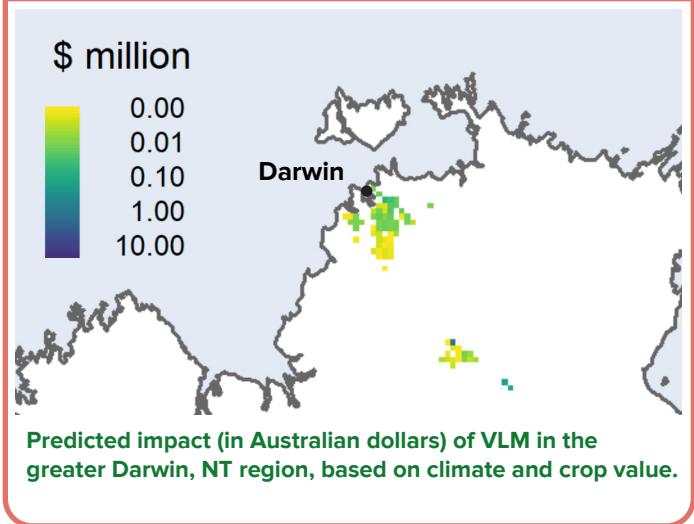 $ million
0.00
0.01
0.10
1.00
10.00
Darwin
Predicted impact (in Australian dollars) of VLM in the
greater Darwin, NT region, based on climate and crop value.